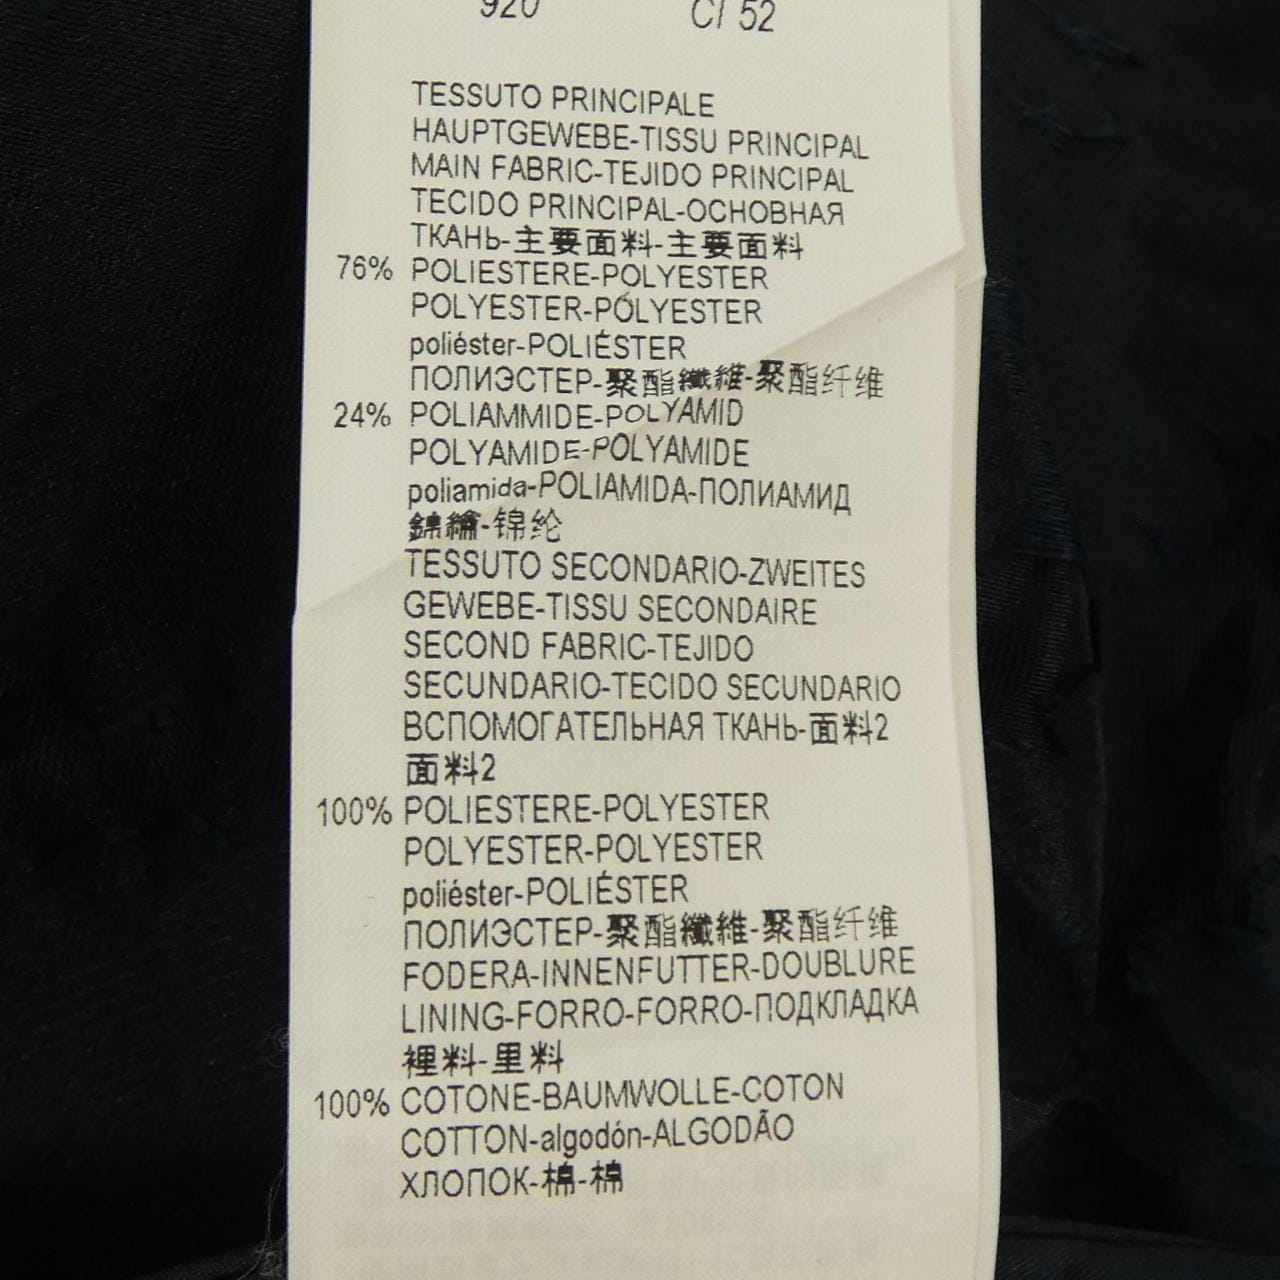 920 CI 52
TESSUTO PRINCIPALE
HAUPTGEWEBE-TISSU PRINCIPAL
MAIN FABRIC-TEJIDO PRINCIPAL
TECIDO PRINCIPAL-ОСНОВНАЯ
ТКАНЬ-主要面料-主要面料
76% POLIESTERE-POLYESTER
POLYESTER-POLYESTER
poliéster-POLIÉSTER
ПОЛИЭСТЕР-聚酯纖維-聚酯纤维
24% POLIAMMIDE-POLYAMID
POLYAMIDE-POLYAMIDE
poliamida-POLIAMIDA-ПОЛИАМИД
錦綸-锦纶
TESSUTO SECONDARIO-ZWEITES
GEWEBE-TISSU SECONDAIRE
SECOND FABRIC-TEJIDO
SECUNDARIO-TECIDO SECUNDARIO
ВСПОМОГАТЕЛЬНАЯ ТКАНЬ-面料2
面料2
100% POLIESTERE-POLYESTER
POLYESTER-POLYESTER
poliéster-POLIÉSTER
ПОЛИЭСТЕР-聚酯纖維-聚酯纤维
FODERA-INNENFUTTER-DOUBLURE
LINING-FORRO-FORRO-ПОДКЛАДКА
裡料-里料
100% COTONE-BAUMWOLLE-COTON
COTTON-algodón-ALGODÃO
ХЛОПОК-棉-棉